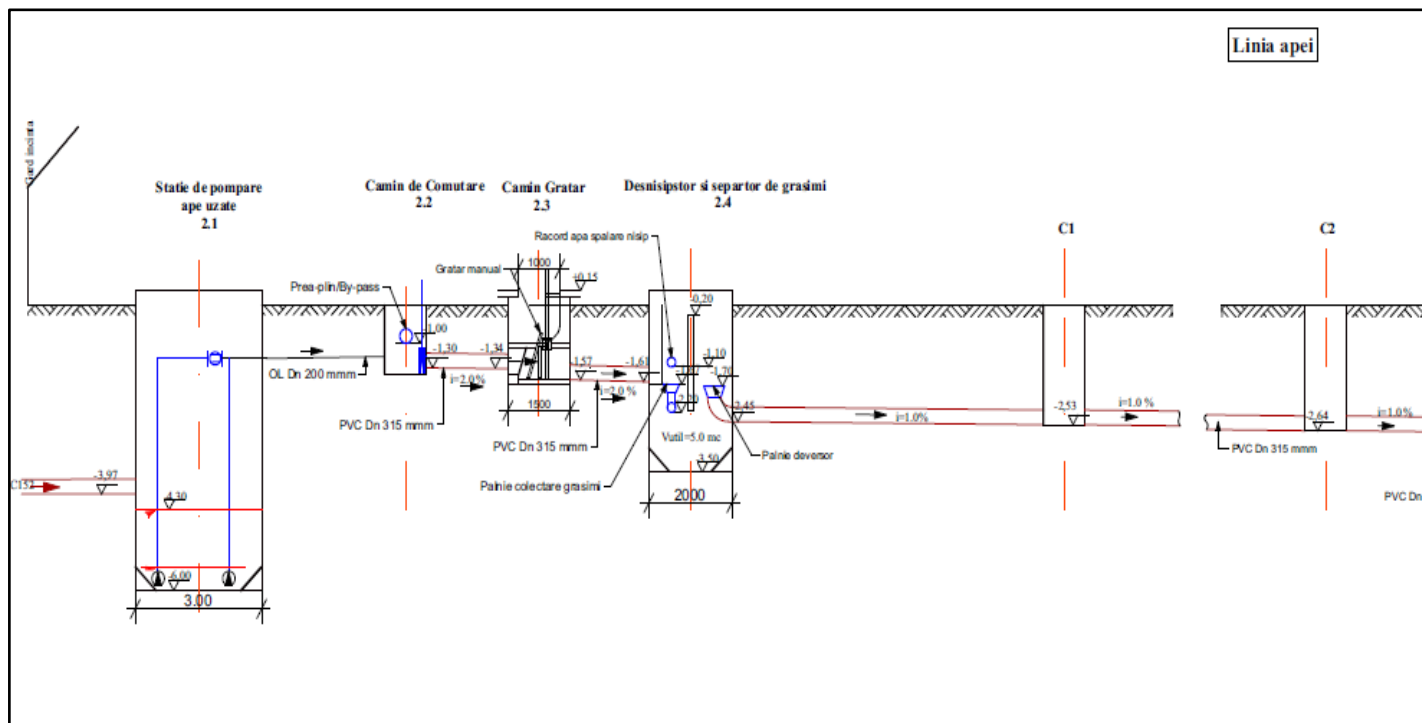 Linia apei
Gard incinta
Statie de pompare
ape uzate
2.1
Camin de Comutare
2.2
Camin Gratar
2.3
Desnisipstor si separtor de grasimi
2.4
C1
C2
Racord apa spalare nisip
Gratar manual
1000
+0,15
Prea-plin/By-pass
-0,20
-1,00
-1,30
-1,34
-1,57
-1,61
-1,10
-1,70
OL Dn 200 mmm
i=2.0 %
i=2.0 %
1500
-2,20
-2,45
i=1.0%
-2,53
i=1.0 %
-2,64
i=1.0 %
PVC Dn 315 mmm
PVC Dn 315 mmm
Vutil=5.0 mc
Palnie deversor
PVC Dn 315 mmm
-3,50
-3,97
C152
4,30
Palnie colectare grasimi
2000
PVC Dn
-6,00
3.00